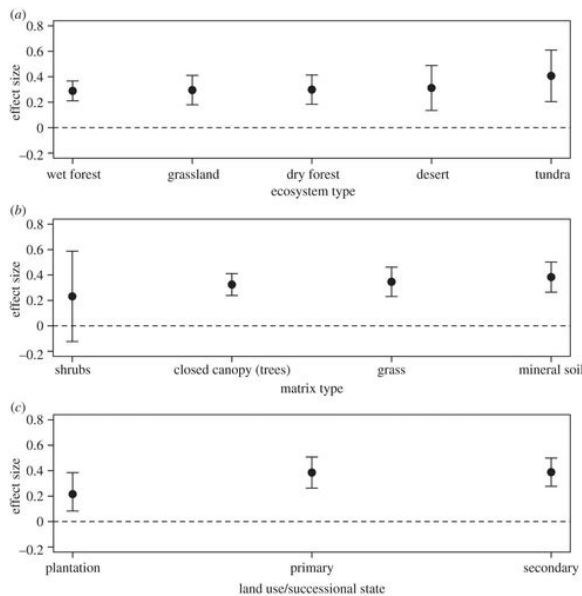 (a)
0.8
0.6
0.4
0.2
0
–0.2
effect size
wet forest grassland dry forest desert tundra
ecosystem type
(b)
0.8
0.6
0.4
0.2
0
–0.2
effect size
shrubs closed canopy (trees) grass mineral soil
matrix type
(c)
0.8
0.6
0.4
0.2
0
–0.2
effect size
plantation primary secondary
land use/successional state